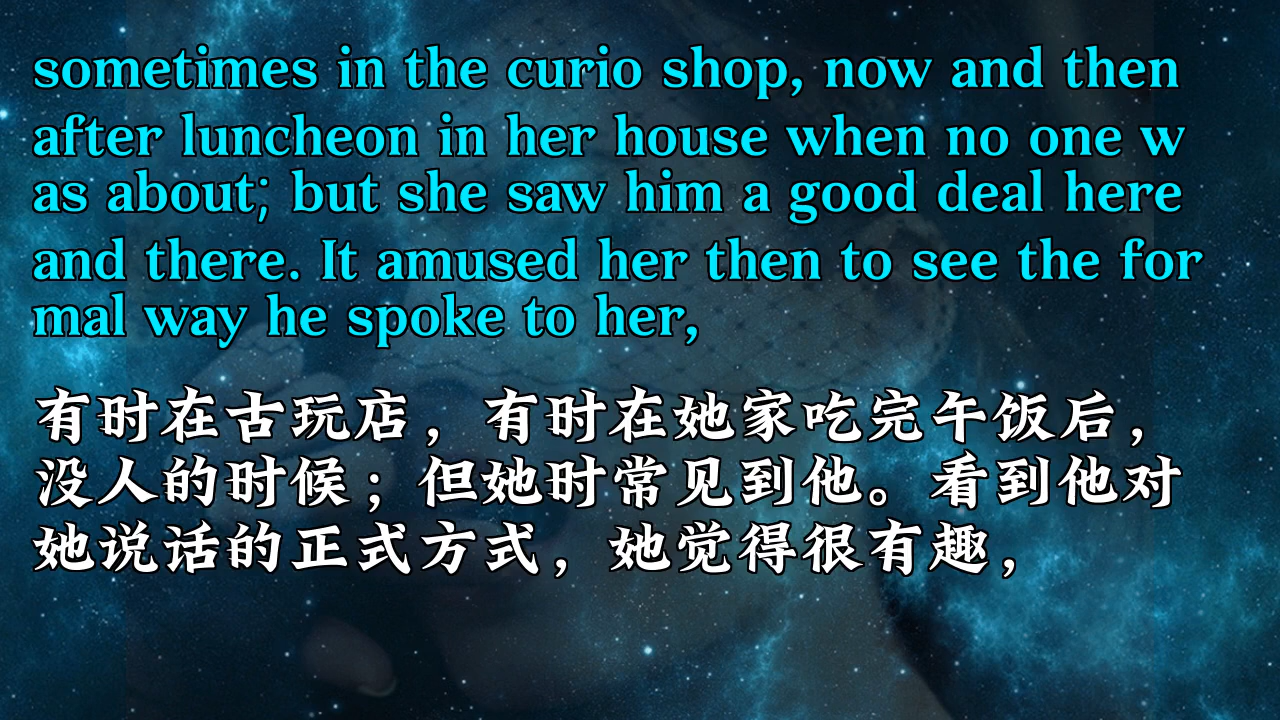 sometimes in the curio shop, now and then
after luncheon in her house when no one w
as about; but she saw him a good deal here
and there. It amused her then to see the for
mal way he spoke to her,
有时在古玩店，有时在她家吃完午饭后，
没人的时候；但她时常见到他。看到他对
她说话的正式方式，她觉得很有趣，